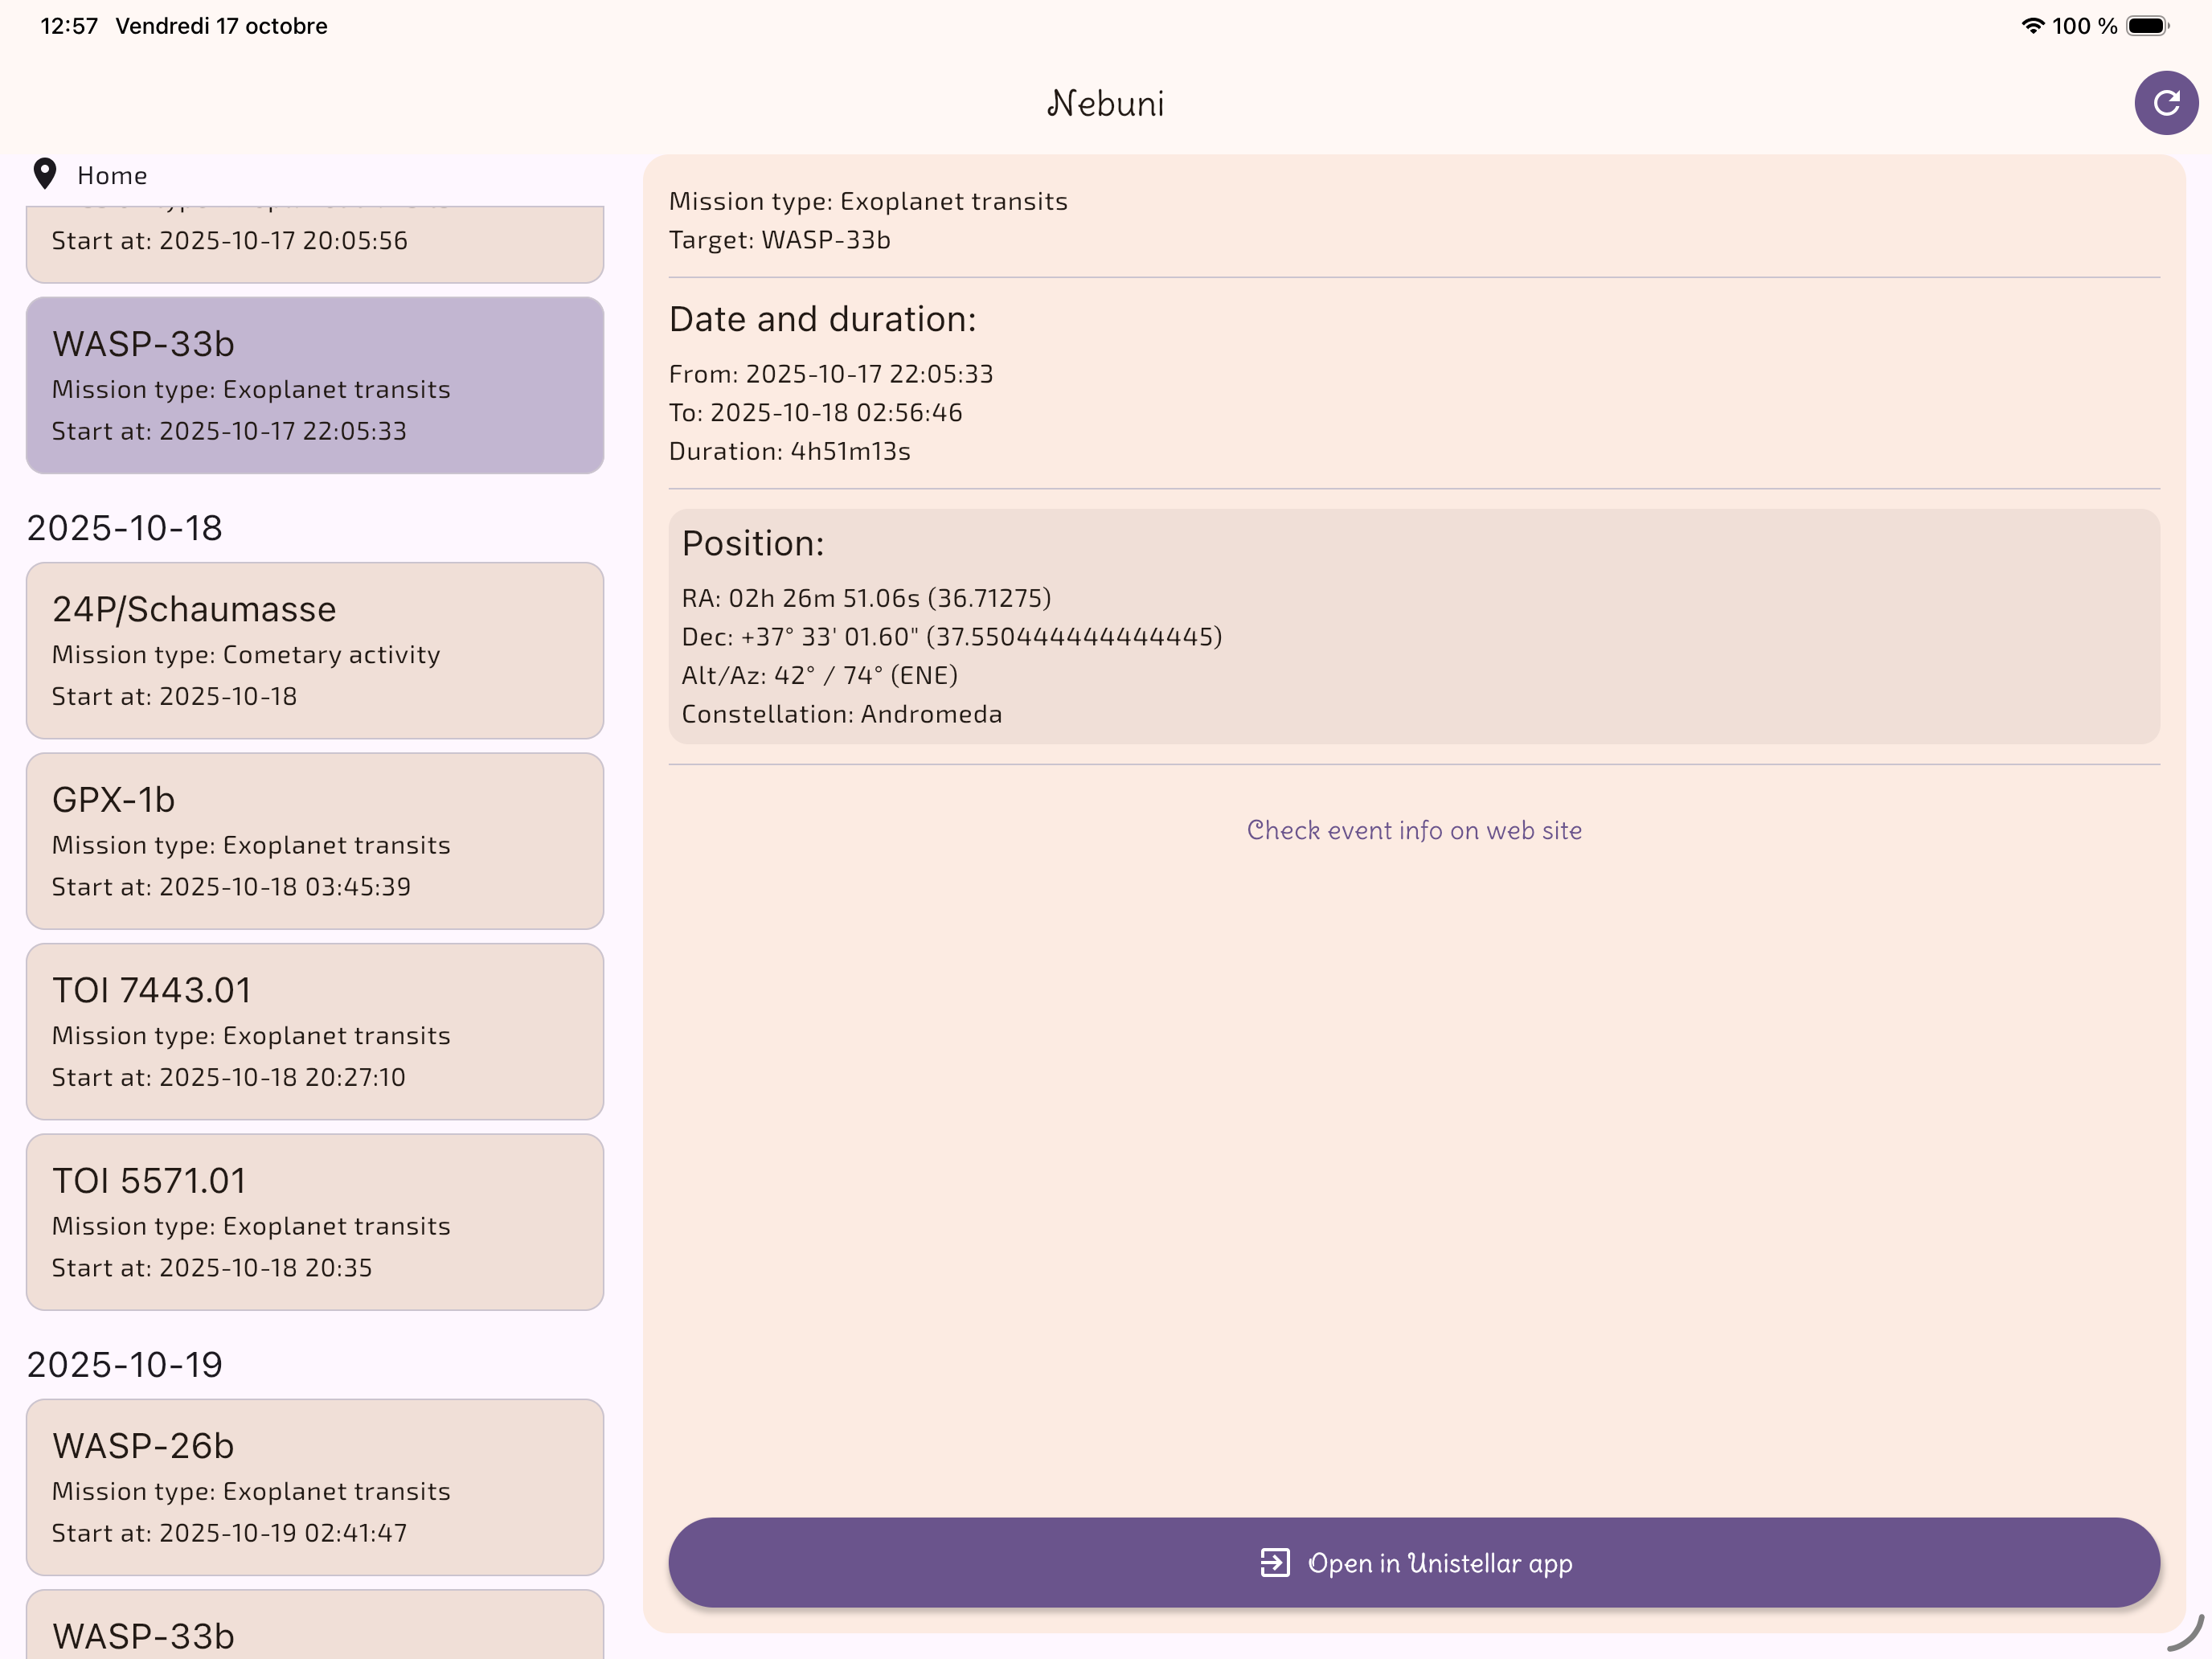 12:57 Vendredi 17 octobre
100 %
Nebuni
Home
Start at: 2025-10-17 20:05:56
WASP-33b
Mission type: Exoplanet transits
Start at: 2025-10-17 22:05:33
2025-10-18
24P/Schaumasse
Mission type: Cometary activity
Start at: 2025-10-18
GPX-1b
Mission type: Exoplanet transits
Start at: 2025-10-18 03:45:39
TOI 7443.01
Mission type: Exoplanet transits
Start at: 2025-10-18 20:27:10
TOI 5571.01
Mission type: Exoplanet transits
Start at: 2025-10-18 20:35
2025-10-19
WASP-26b
Mission type: Exoplanet transits
Start at: 2025-10-19 02:41:47
WASP-33b
Mission type: Exoplanet transits
Target: WASP-33b
Date and duration:
From: 2025-10-17 22:05:33
To: 2025-10-18 02:56:46
Duration: 4h51m13s
Position:
RA: 02h 26m 51.06s (36.71275)
Dec: +37° 33' 01.60" (37.550444444444445)
Alt/Az: 42° / 74° (ENE)
Constellation: Andromeda
Check event info on web site
Open in Unistellar app